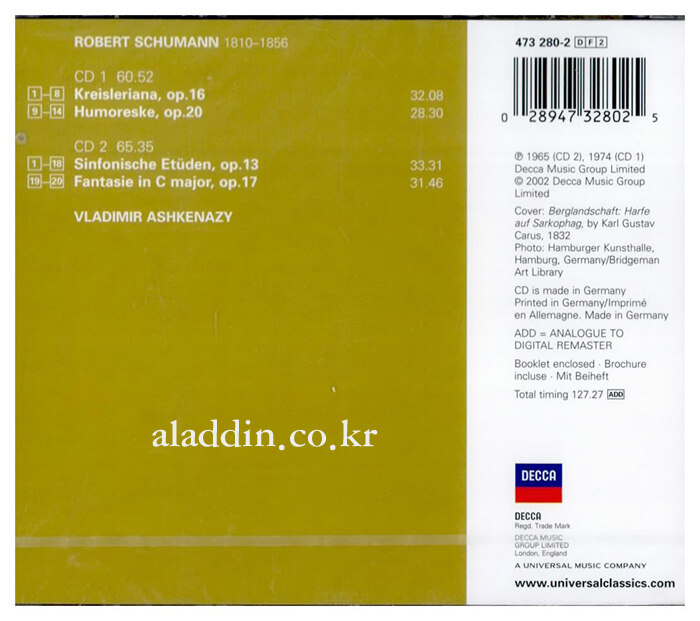 ROBERT SCHUMANN 1810–1856
CD 1 60.52
1–8 Kreisleriana, op.16 32.08
9–14 Humoreske, op.20 28.30
CD 2 65.35
1–18 Sinfonische Etüden, op.13 33.31
19–20 Fantasie in C major, op.17 31.46
VLADIMIR ASHKENAZY
aladdin.co.kr
473 280-2 D F 2
0 28947 32802 5
℗ 1965 (CD 2), 1974 (CD 1)
Decca Music Group Limited
© 2002 Decca Music Group
Limited
Cover: Berglandschaft: Harfe
auf Sarkophag, by Karl Gustav
Carus, 1832
Photo: Hamburger Kunsthalle,
Hamburg, Germany/Bridgeman
Art Library
CD is made in Germany
Printed in Germany/Imprimé
en Allemagne. Made in Germany
ADD = ANALOGUE TO
DIGITAL REMASTER
Booklet enclosed · Brochure
incluse · Mit Beiheft
Total timing 127.27 ADD
DECCA
DECCA
Regd. Trade Mark
DECCA MUSIC
GROUP LIMITED
London, England
A UNIVERSAL MUSIC COMPANY
www.universalclassics.com